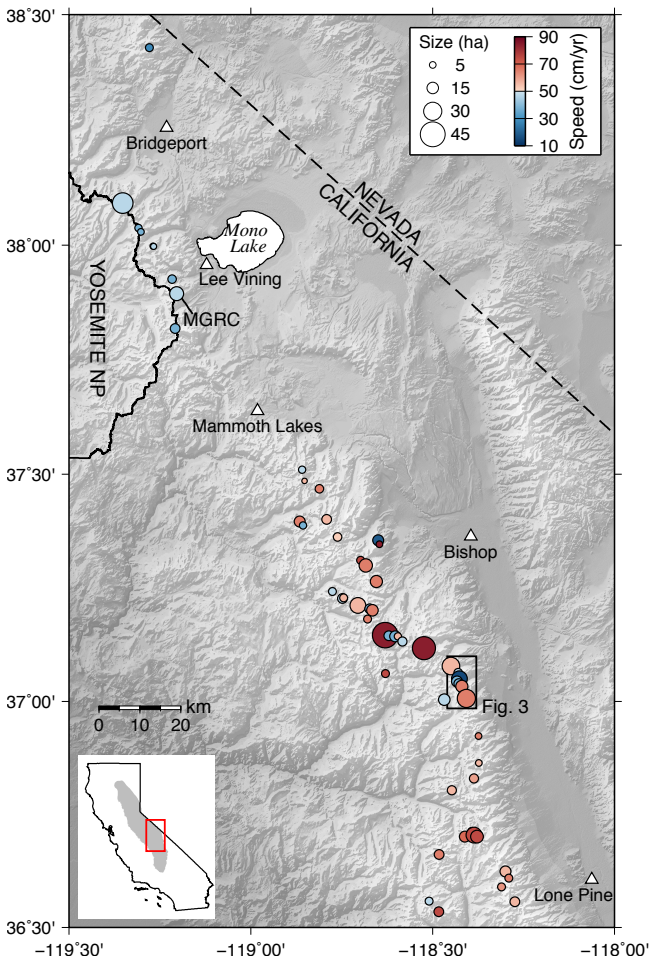 38°30'
38°00'
37°30'
37°00'
36°30'
−119°30'
−119°00'
−118°30'
−118°00'
Size (ha)
5
15
30
45
90
70
50
30
10
Speed (cm/yr)
Bridgeport
NEVADA
CALIFORNIA
Mono
Lake
Lee Vining
YOSEMITE NP
MGRC
Mammoth Lakes
Bishop
Fig. 3
km
0 10 20
Lone Pine